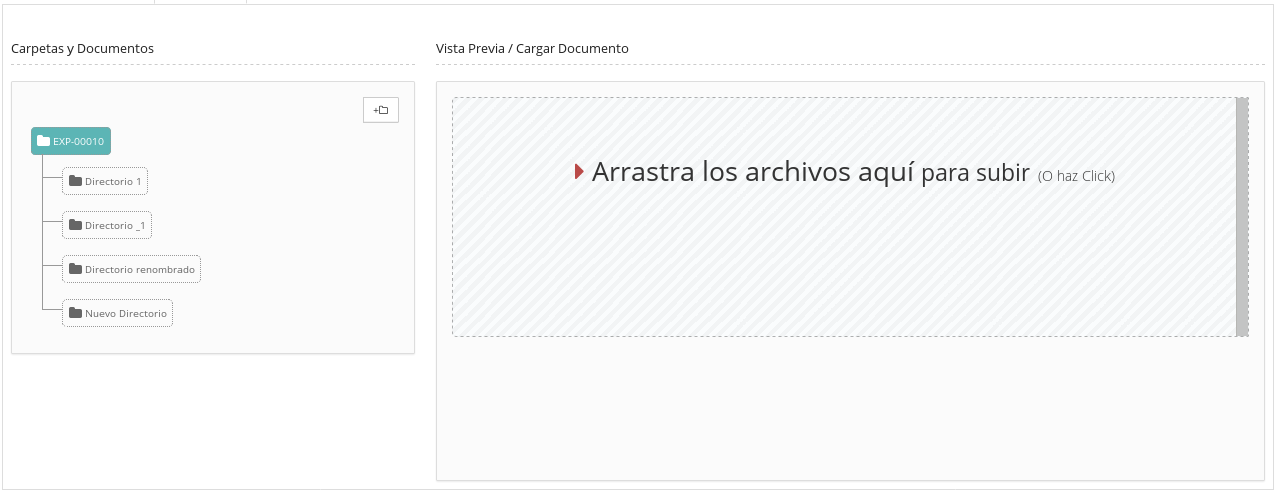 Carpetas y Documentos
Vista Previa / Cargar Documento
EXP-00010
Directorio 1
Directorio _1
Directorio renombrado
Nuevo Directorio
Arrastra los archivos aquí para subir (O haz Click)